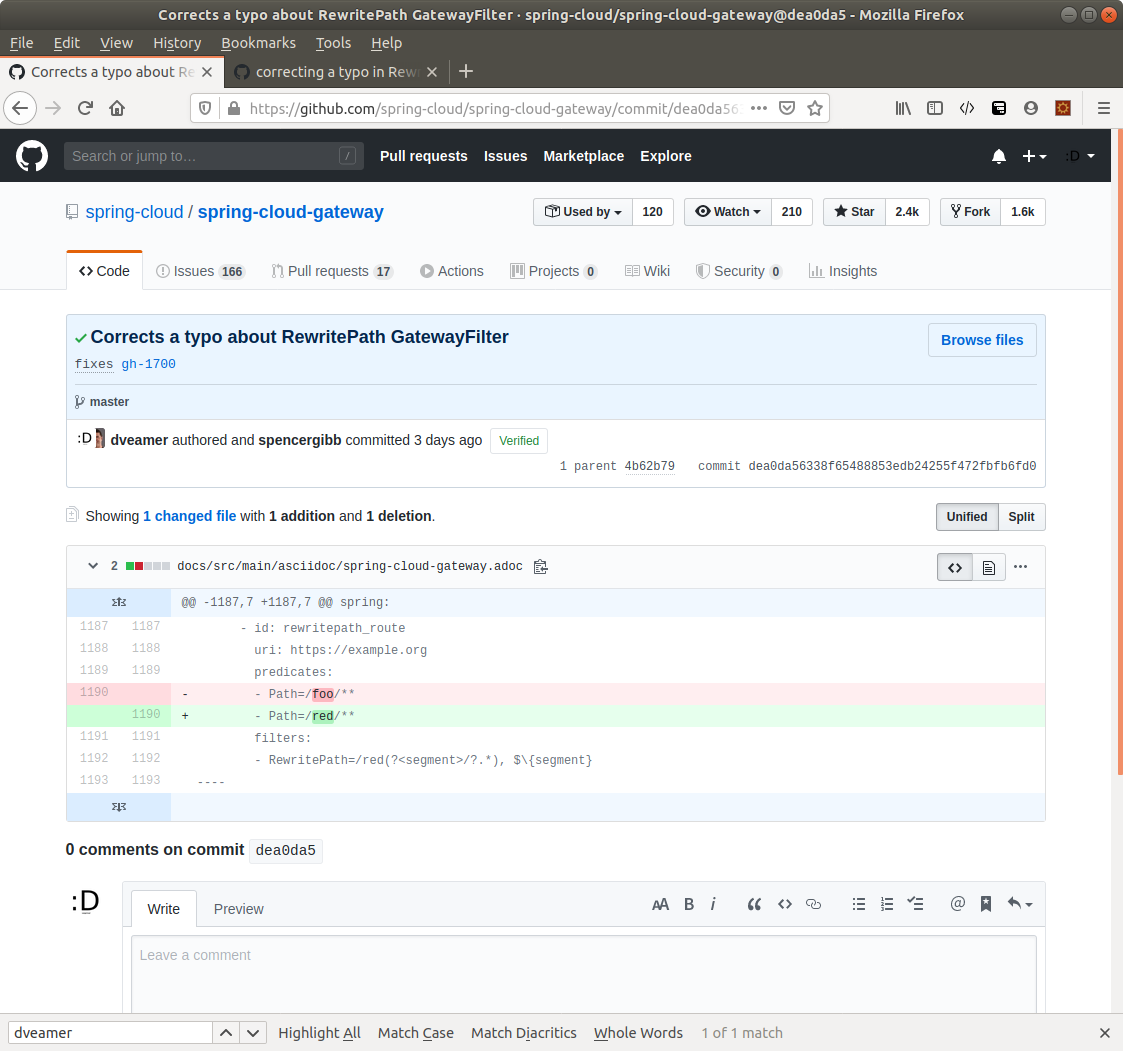 Corrects a typo about RewritePath GatewayFilter · spring-cloud/spring-cloud-gateway@dea0da5 - Mozilla Firefox
File Edit View History Bookmarks Tools Help
Corrects a typo about Re correcting a typo in Rew
https://github.com/spring-cloud/spring-cloud-gateway/commit/dea0da56
Search or jump to… / Pull requests Issues Marketplace Explore :D
spring-cloud / spring-cloud-gateway Used by 120 Watch 210 Star 2.4k Fork 1.6k
Code Issues 166 Pull requests 17 Actions Projects 0 Wiki Security 0 Insights
Corrects a typo about RewritePath GatewayFilter Browse files
fixes gh-1700
master
:D dveamer authored and spencergibb committed 3 days ago Verified
1 parent 4b62b79 commit dea0da56338f65488853edb24255f472fbfb6fd0
Showing 1 changed file with 1 addition and 1 deletion. Unified Split
2 docs/src/main/asciidoc/spring-cloud-gateway.adoc
@@ -1187,7 +1187,7 @@ spring:
1187 1187 - id: rewritepath_route
1188 1188 uri: https://example.org
1189 1189 predicates:
1190 - - Path=/foo/**
1190 + - Path=/red/**
1191 1191 filters:
1192 1192 - RewritePath=/red(?<segment>/?.*), $\{segment}
1193 1193 ----
0 comments on commit dea0da5
:D Write Preview AA B i
Leave a comment
dveamer Highlight All Match Case Match Diacritics Whole Words 1 of 1 match